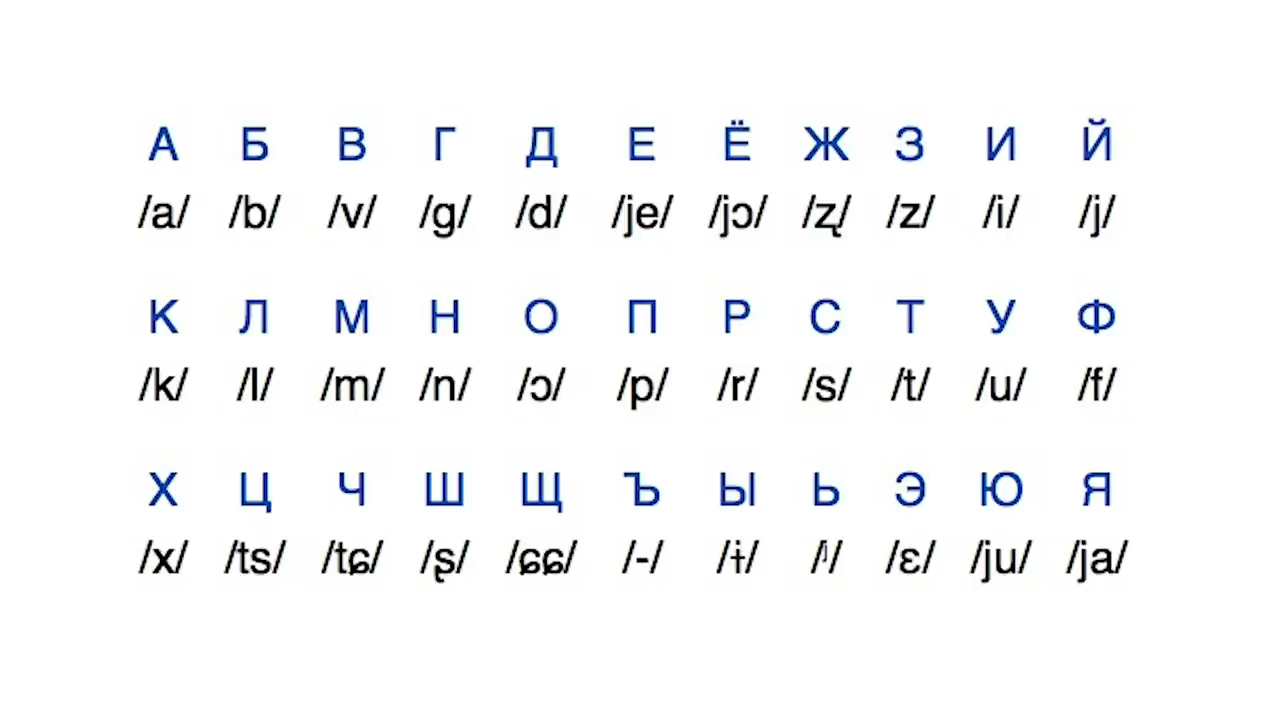 А Б В Г Д Е Ё Ж З И Й
/a/ /b/ /v/ /g/ /d/ /je/ /jɔ/ /ʐ/ /z/ /i/ /j/
К Л М Н О П Р С Т У Ф
/k/ /l/ /m/ /n/ /ɔ/ /p/ /r/ /s/ /t/ /u/ /f/
Х Ц Ч Ш Щ Ъ Ы Ь Э Ю Я
/x/ /ts/ /tɕ/ /ʂ/ /ɕɕ/ /-/ /ɨ/ /ʲ/ /ɛ/ /ju/ /ja/